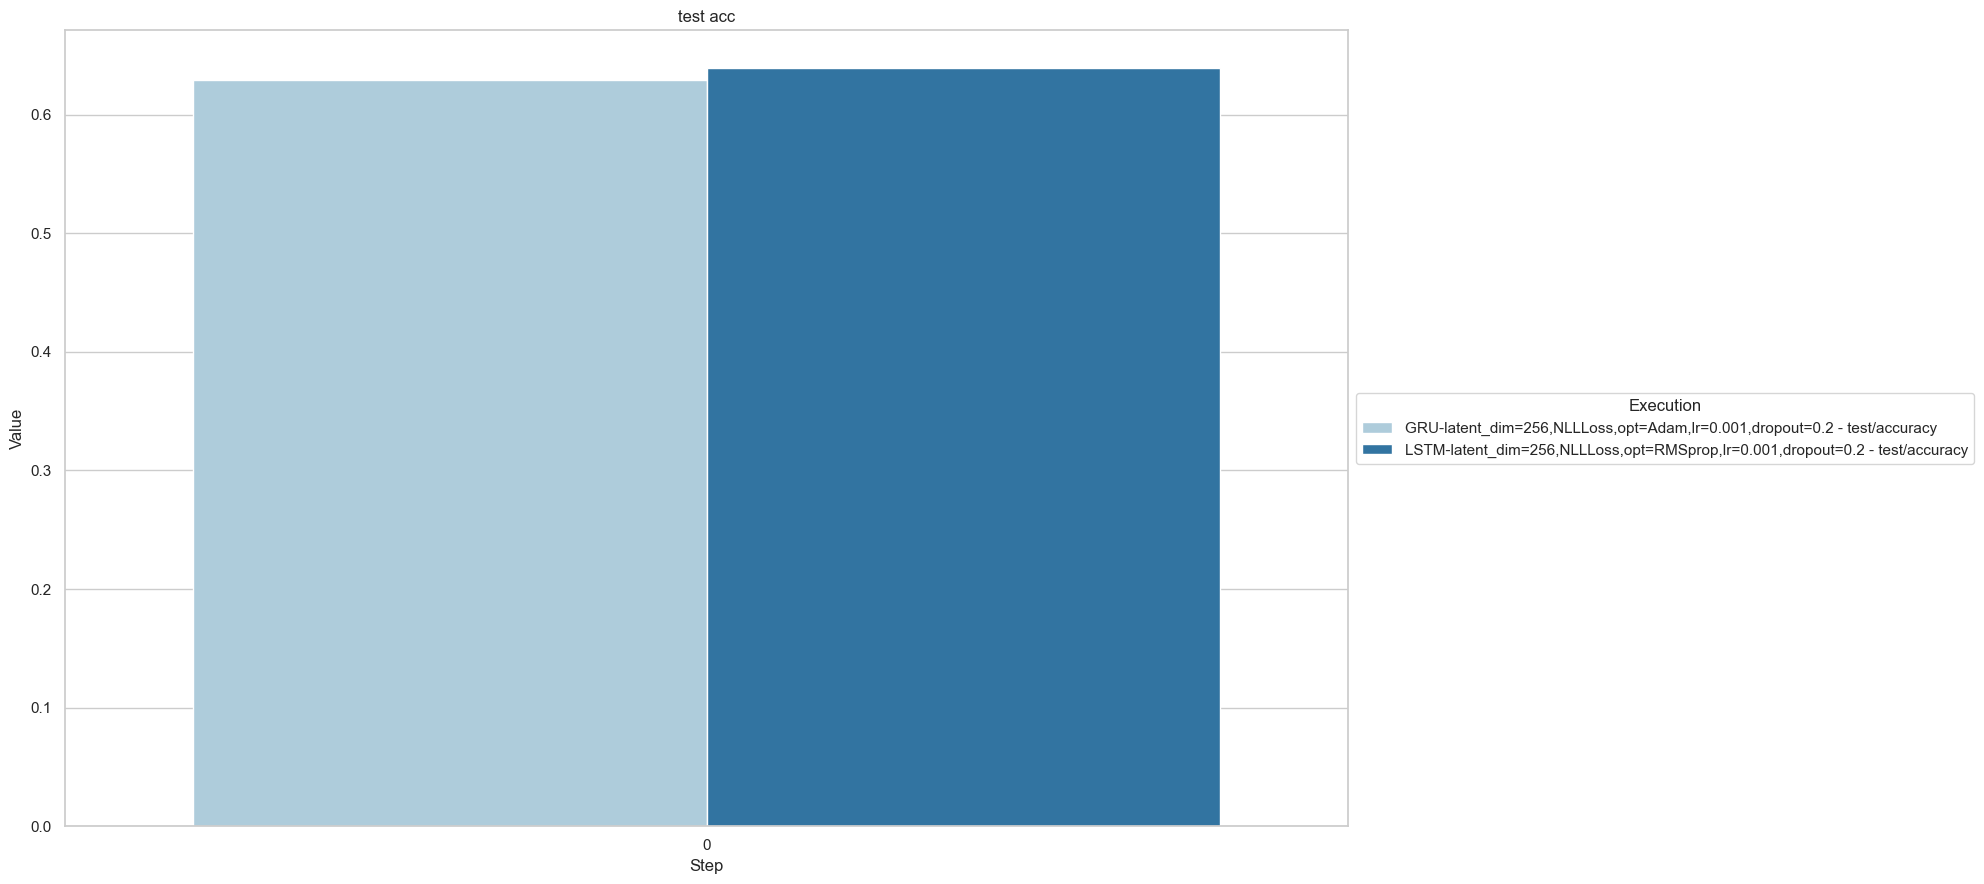 test acc
0.6
0.5
0.4
0.3
0.2
0.1
0.0
Value
0
Step
Execution
GRU-latent_dim=256,NLLLoss,opt=Adam,lr=0.001,dropout=0.2 - test/accuracy
LSTM-latent_dim=256,NLLLoss,opt=RMSprop,lr=0.001,dropout=0.2 - test/accuracy